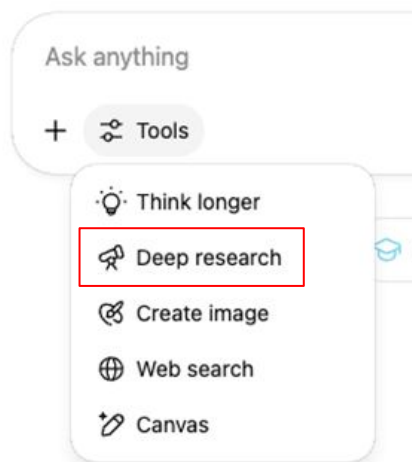 Ask anything
Tools
Think longer
Deep research
Create image
Web search
Canvas